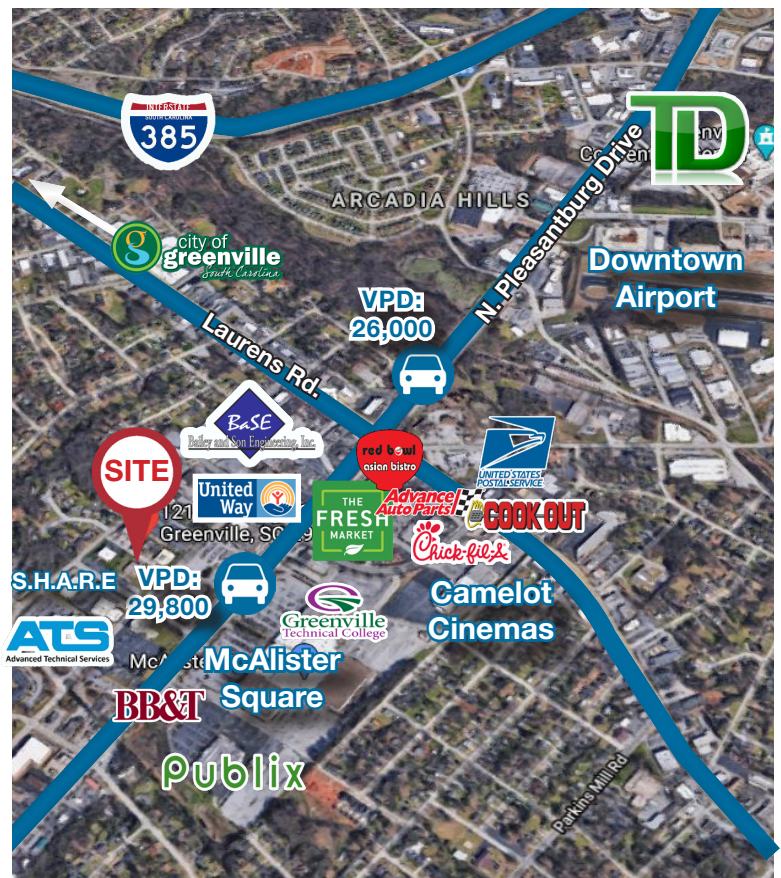 INTERSTATE
SOUTH CAROLINA
385
TD
ARCADIA HILLS
N. Pleasantburg Drive
city of
greenville
South Carolina
Downtown
Airport
VPD:
26,000
Laurens Rd.
BaSE
Bailey and Son Engineering, Inc.
red bowl
asian bistro
UNITED STATES
POSTAL SERVICE
SITE
United
Way
THE
FRESH
MARKET
Advance
Auto Parts
COOK OUT
121
Greenville, SC 29
Chick-fil-A
S.H.A.R.E
VPD:
29,800
Camelot
Cinemas
Greenville
Technical College
ATS
Advanced Technical Services
McAlister
Square
BB&T
Publix
Parkins Mill Rd